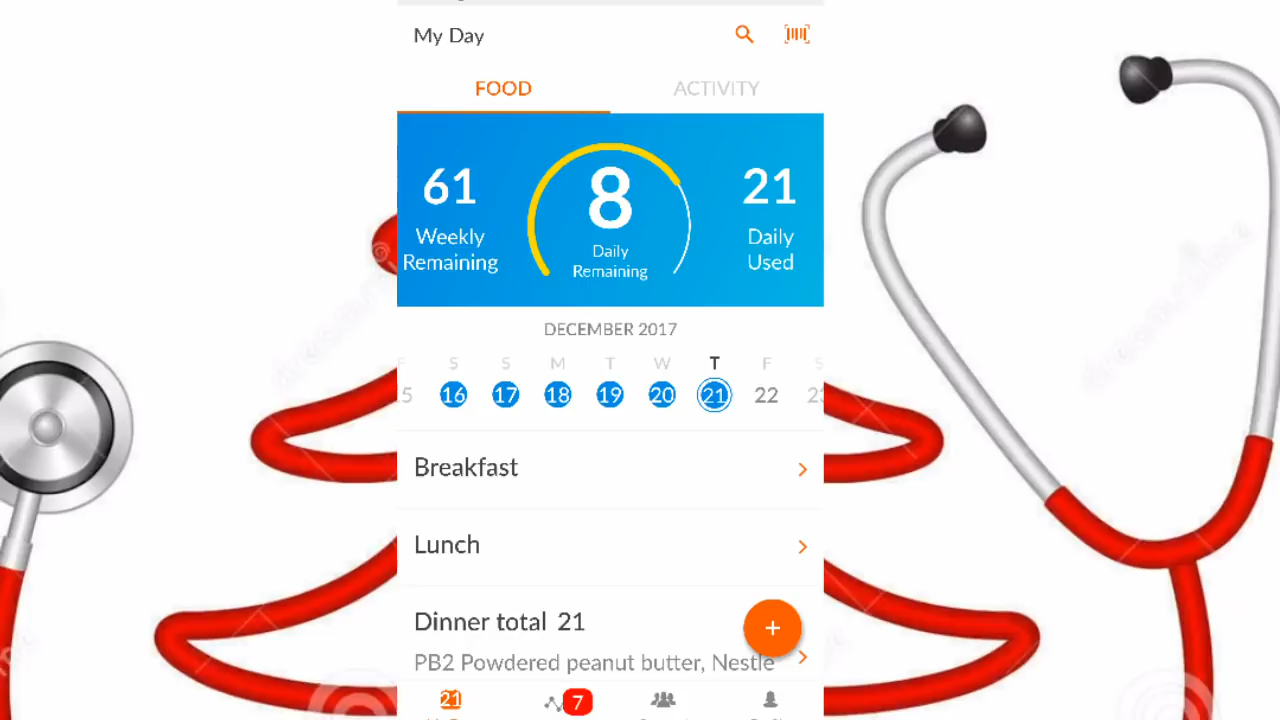 My Day
FOOD ACTIVITY
61 8 21
Weekly Remaining
Daily Remaining
Daily Used
DECEMBER 2017
S S M T W T F S
16 17 18 19 20 21 22
Breakfast
Lunch
Dinner total 21
+
PB2 Powdered peanut butter, Nestle
21 7